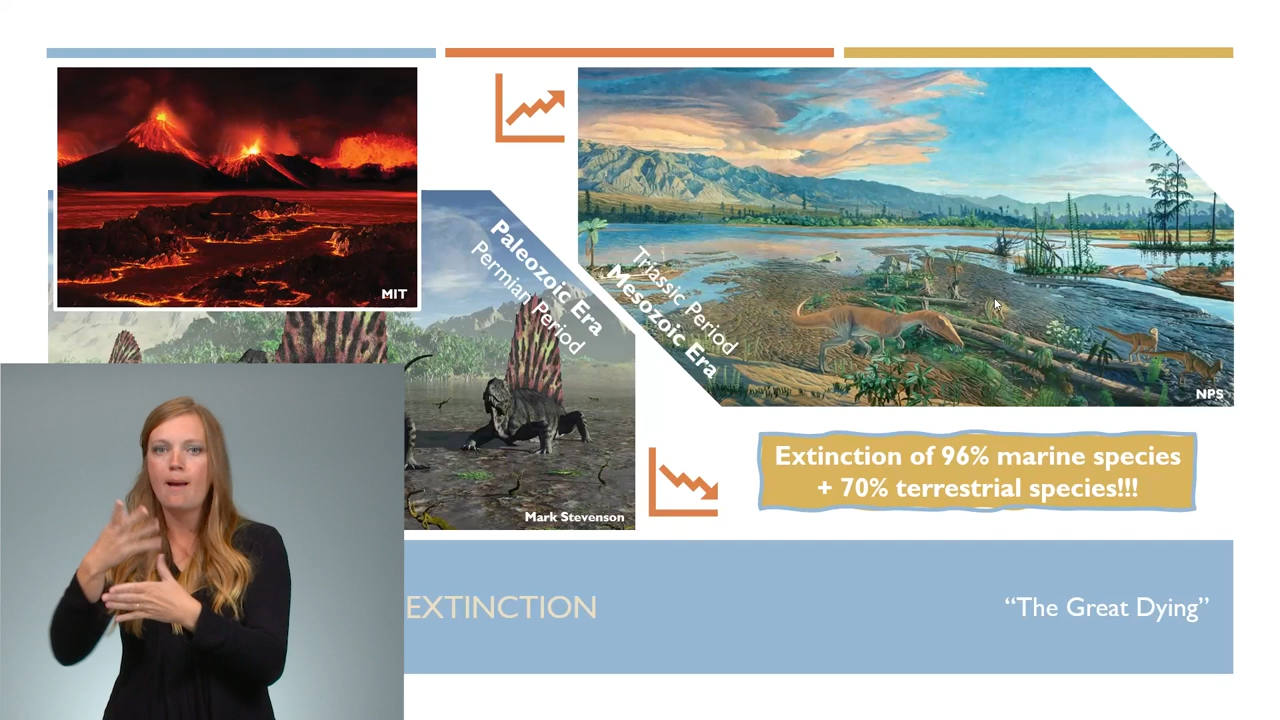 MIT
Paleozoic Era
Permian Period
Triassic Period
Mesozoic Era
NPS
Extinction of 96% marine species
+ 70% terrestrial species!!!
Mark Stevenson
EXTINCTION
“The Great Dying”